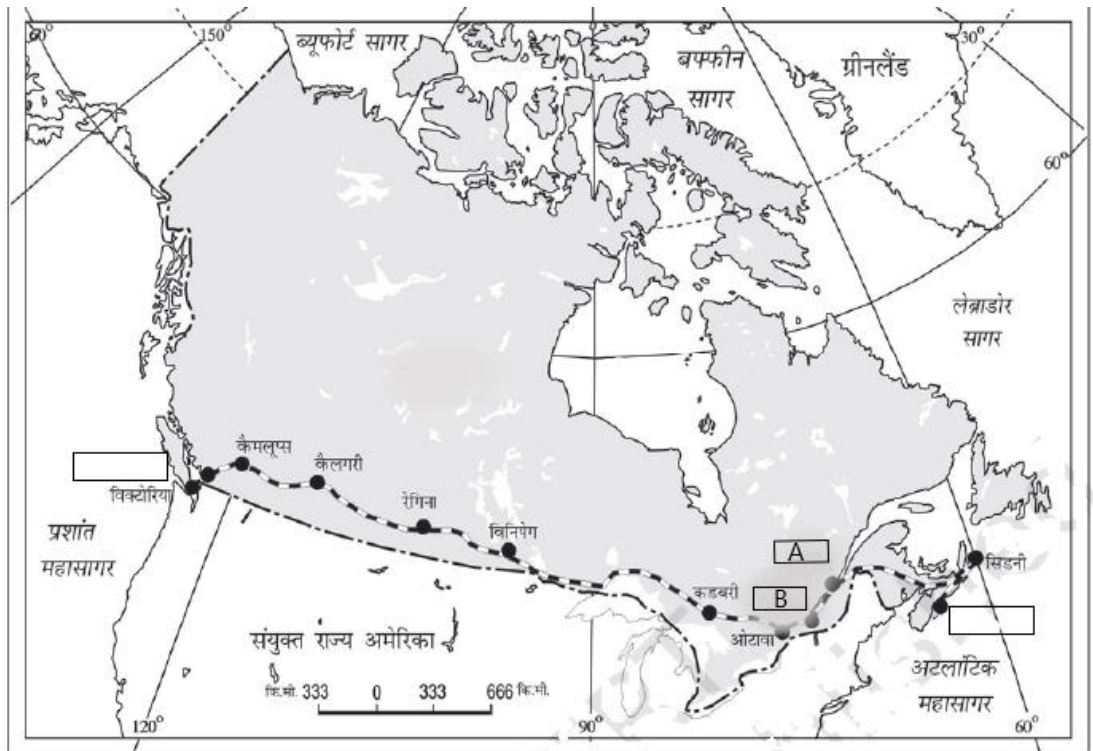 60°
150°
ब्यूफोर्ट सागर
बफ्फीन
सागर
ग्रीनलैंड
30°
60°
लेब्राडोर
सागर
कैमलूप्स
कैलगरी
विक्टोरिया
रेगिना
विनिपेग
प्रशांत
महासागर
A
B
कडबरी
ओटावा
सिडनी
संयुक्त राज्य अमेरिका
अटलांटिक
महासागर
कि.मी. 333 0 333 666 कि.मी.
120°
90°
60°